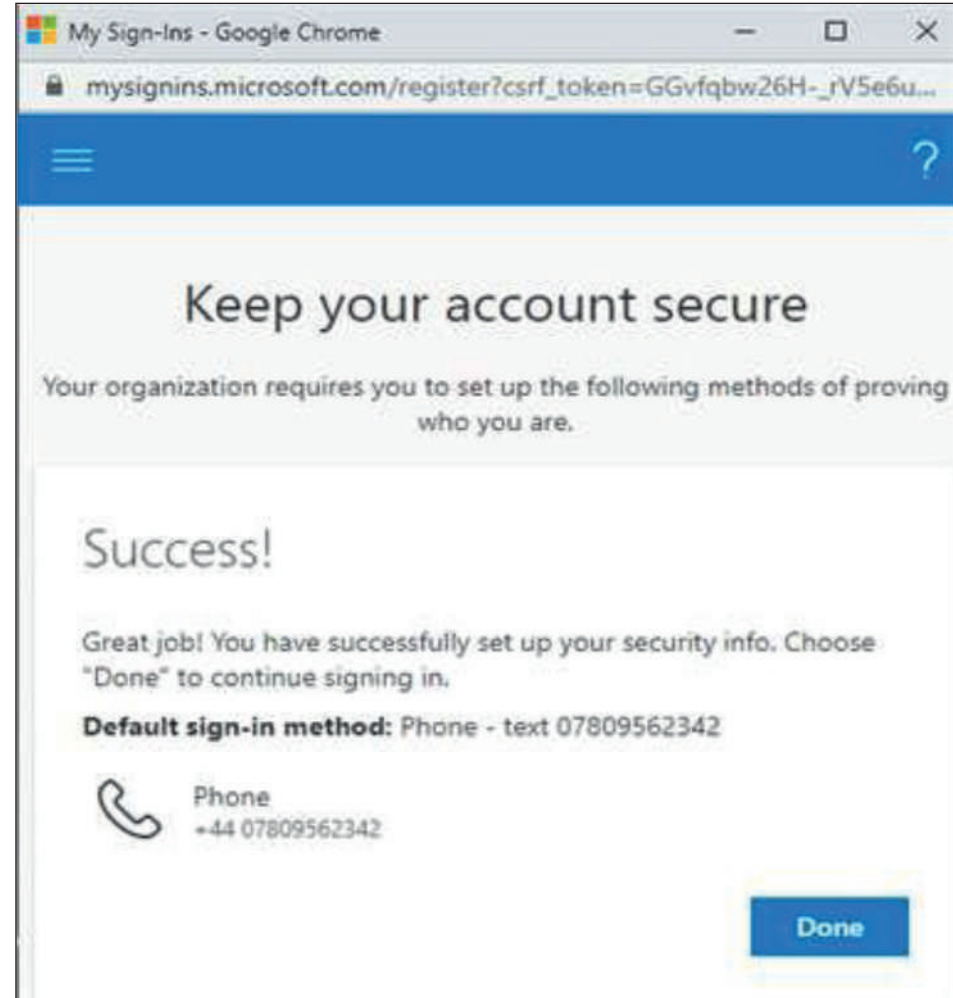 My Sign-Ins - Google Chrome
mysignins.microsoft.com/register?csrf_token=GGvfqbw26H-_rV5e6u...
?
Keep your account secure
Your organization requires you to set up the following methods of proving
who you are.
Success!
Great job! You have successfully set up your security info. Choose
"Done" to continue signing in.
Default sign-in method: Phone - text 07809562342
Phone
+44 07809562342
Done